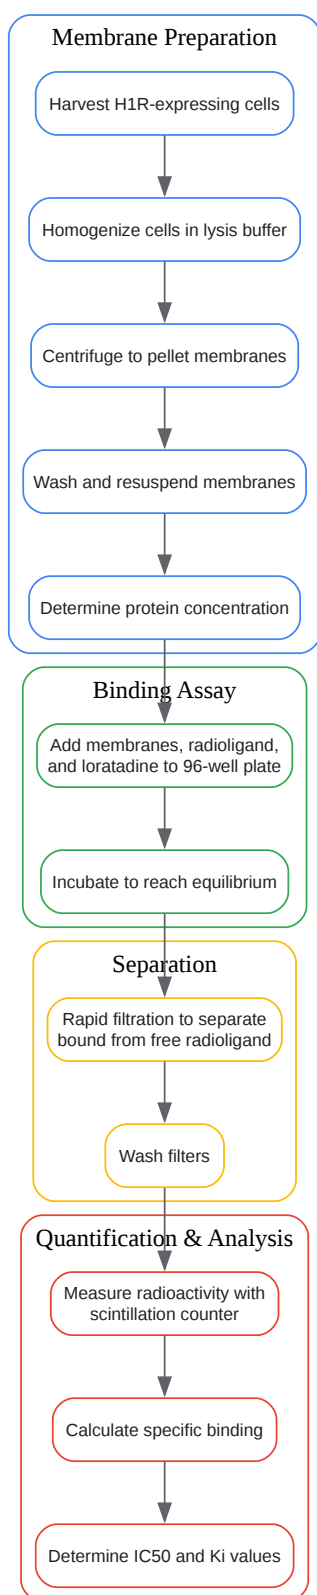 Membrane Preparation
Harvest H1R-expressing cells
Homogenize cells in lysis buffer
Centrifuge to pellet membranes
Wash and resuspend membranes
Determine protein concentration
Binding Assay
Add membranes, radioligand,
and loratadine to 96-well plate
Incubate to reach equilibrium
Separation
Rapid filtration to separate
bound from free radioligand
Wash filters
Quantification & Analysis
Measure radioactivity with
scintillation counter
Calculate specific binding
Determine IC50 and Ki values